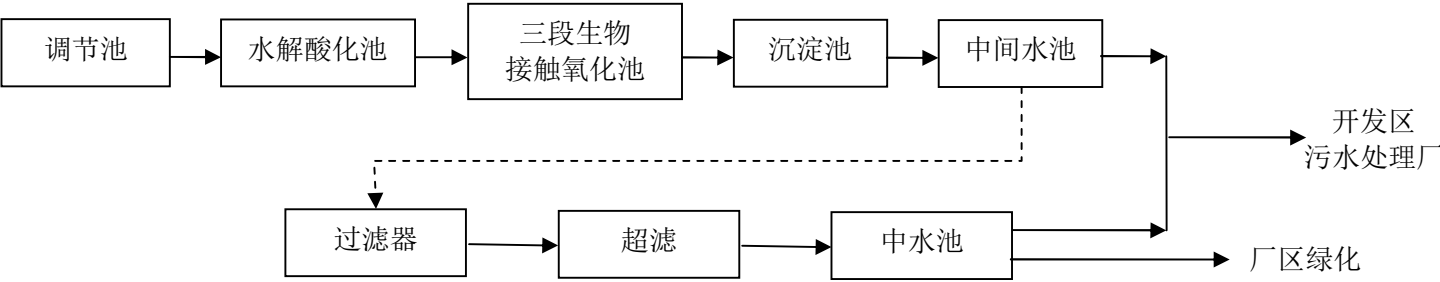 调节池
水解酸化池
三段生物
接触氧化池
沉淀池
中间水池
开发区
污水处理厂
过滤器
超滤
中水池
厂区绿化